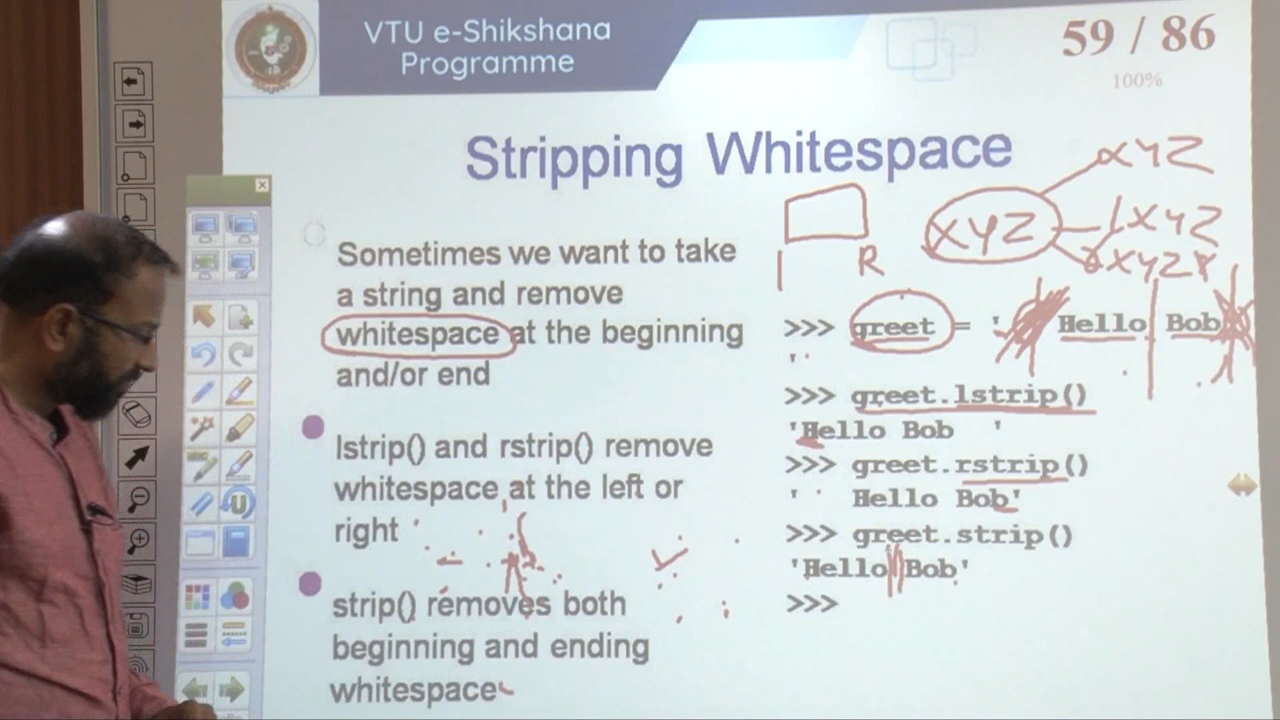 VTU e-Shikshana
Programme
59 / 86
100%
Stripping Whitespace
XYZ
XYZ
XYZ
R
Sometimes we want to take
a string and remove
whitespace at the beginning
and/or end
lstrip() and rstrip() remove
whitespace at the left or
right
strip() removes both
beginning and ending
whitespace
>>> greet = ' Hello Bob
'
>>> greet.lstrip()
'Hello Bob '
>>> greet.rstrip()
' Hello Bob'
>>> greet.strip()
'Hello Bob'
>>>